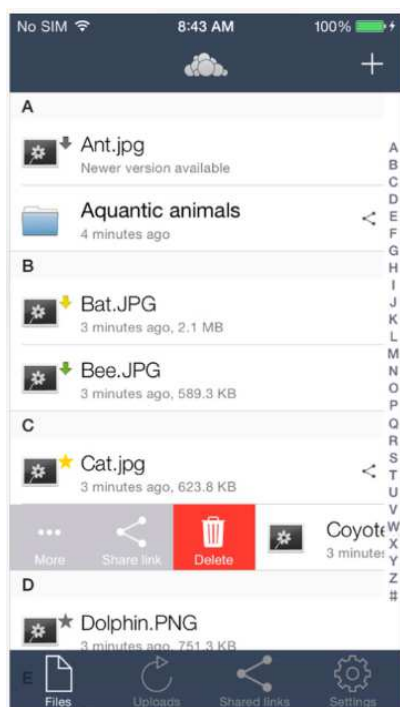 No SIM 8:43 AM 100%
A
Ant.jpg
Newer version available
Aquantic animals
4 minutes ago
B
Bat.JPG
3 minutes ago, 2.1 MB
Bee.JPG
3 minutes ago, 589.3 KB
C
Cat.jpg
3 minutes ago, 623.8 KB
More Share link Delete
Coyote
3 minutes
D
Dolphin.PNG
3 minutes ago, 751.3 KB
E
Files Uploads Shared links Settings
A
B
C
D
E
F
G
H
I
J
K
L
M
N
O
P
Q
R
S
T
U
V
W
X
Y
Z
#